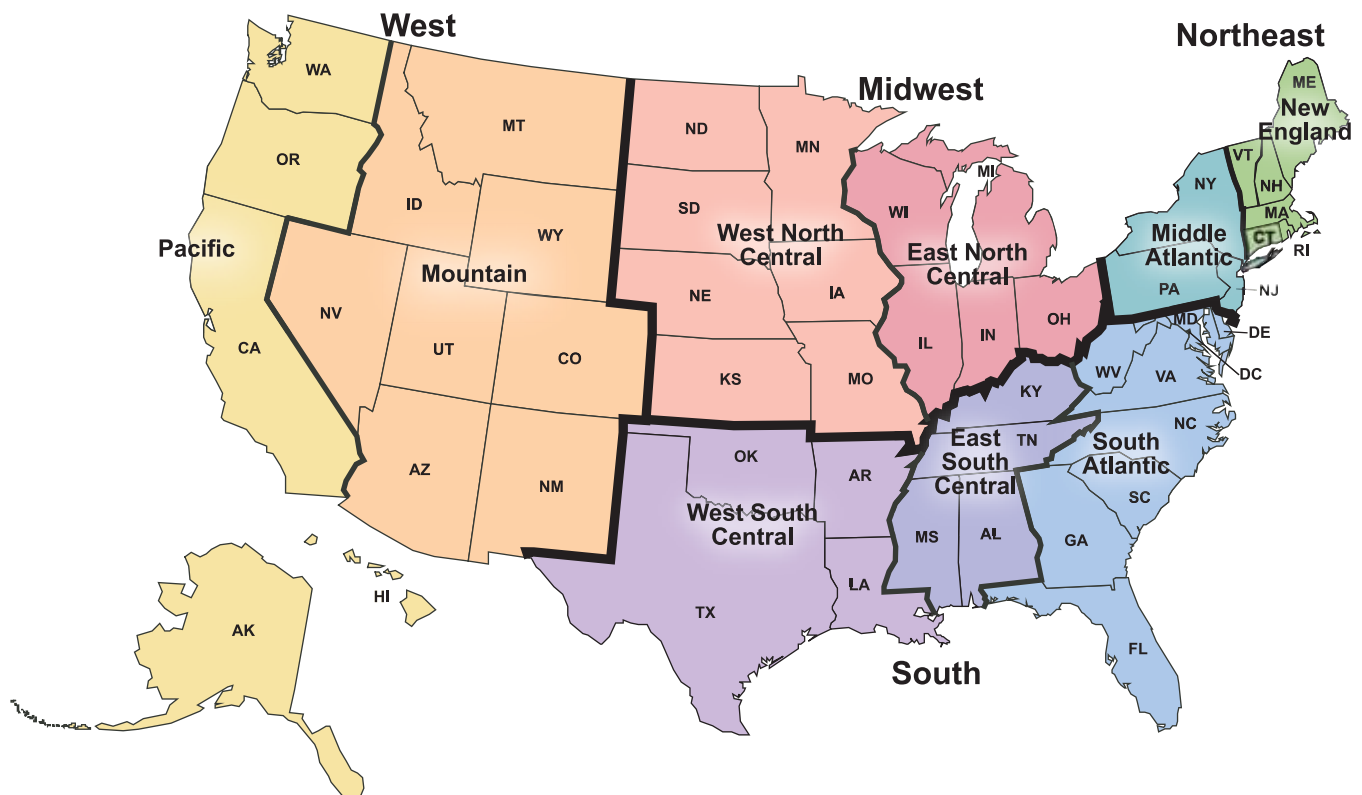 West
Northeast
Midwest
South
Pacific
WA
OR
CA
AK
HI
Mountain
MT
ID
WY
NV
UT
CO
AZ
NM
West North
Central
ND
MN
SD
NE
IA
KS
MO
East North
Central
WI
MI
IL
IN
OH
Middle
Atlantic
NY
PA
NJ
New
England
ME
VT
NH
MA
CT
RI
West South
Central
OK
AR
TX
LA
East
South
Central
KY
TN
MS
AL
South
Atlantic
MD
DE
DC
WV
VA
NC
SC
GA
FL